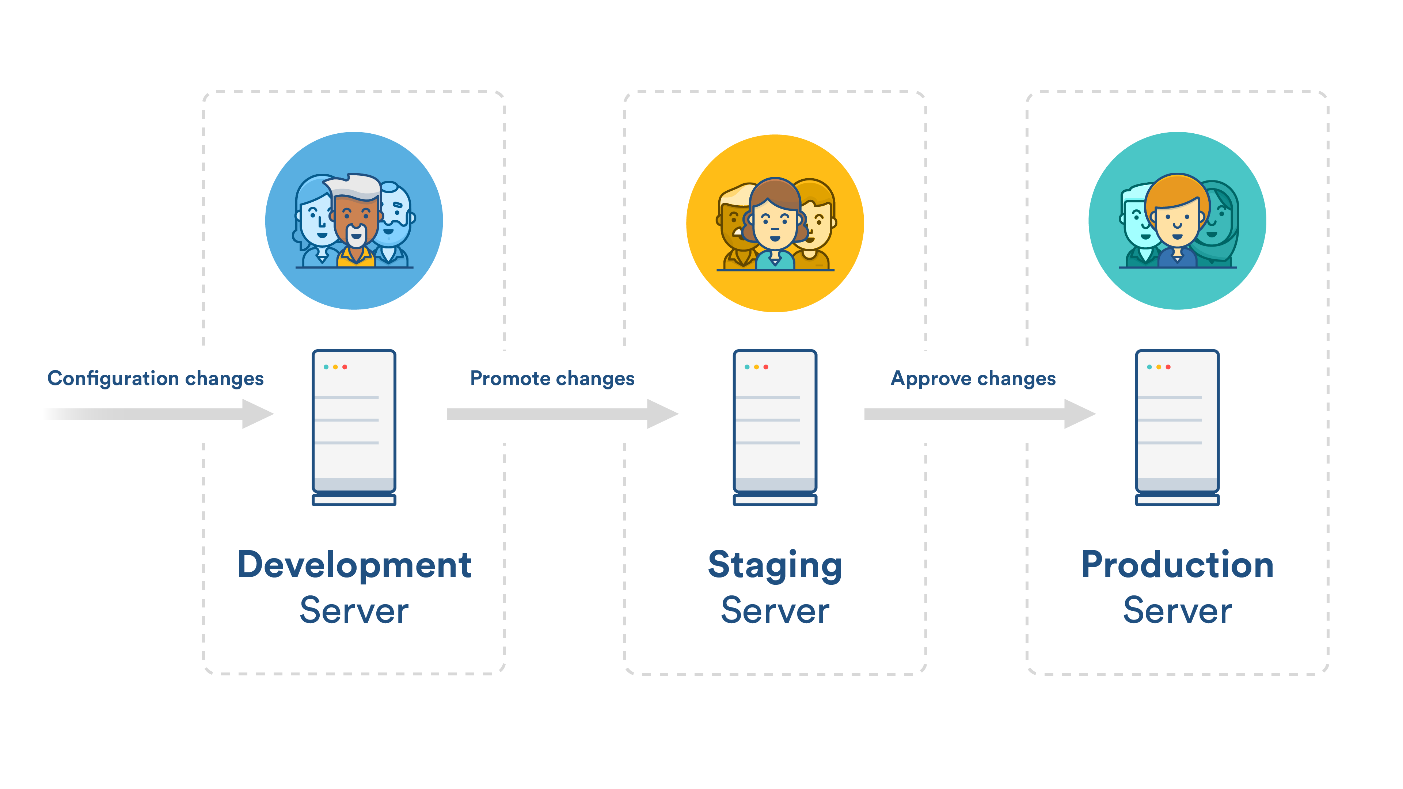 Configuration changes
Promote changes
Approve changes
Development
Server
Staging
Server
Production
Server